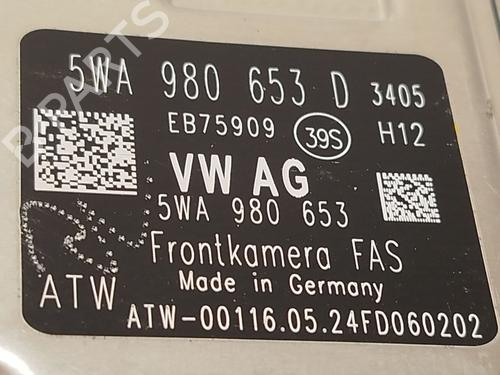 B-PARTS
5WA 980 653 D 3405
EB75909 39S H12
VW AG
5WA 980 653
Frontkamera FAS
ATW Made in Germany
ATW-00116.05.24FD060202